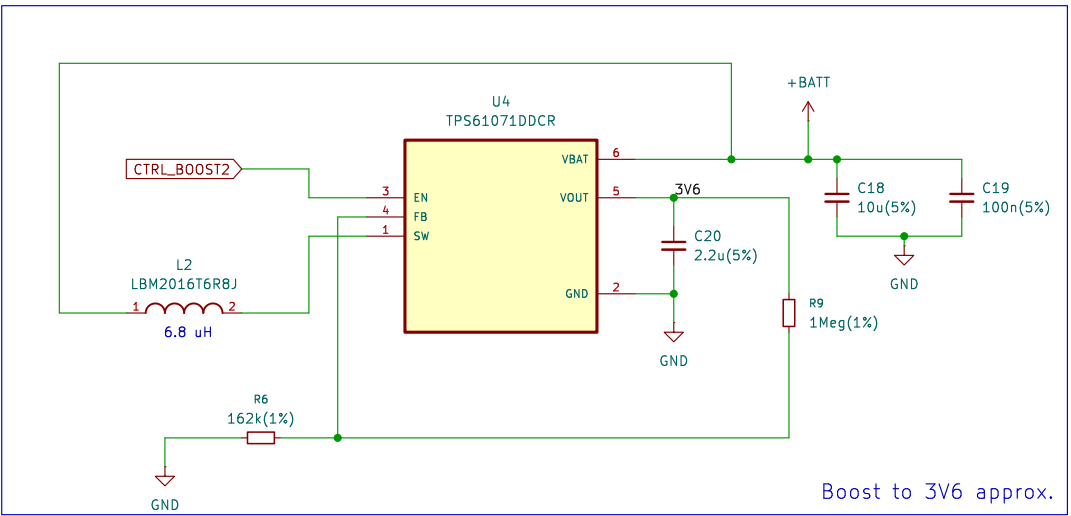 +BATT
U4
TPS61071DDCR
VBAT
6
CTRL_BOOST2
3
EN
VOUT
5
3V6
C18
10u(5%)
C19
100n(5%)
4
FB
1
SW
C20
2.2u(5%)
L2
LBM2016T6R8J
GND
2
GND
1
2
6.8 uH
R9
1Meg(1%)
GND
R6
162k(1%)
GND
Boost to 3V6 approx.